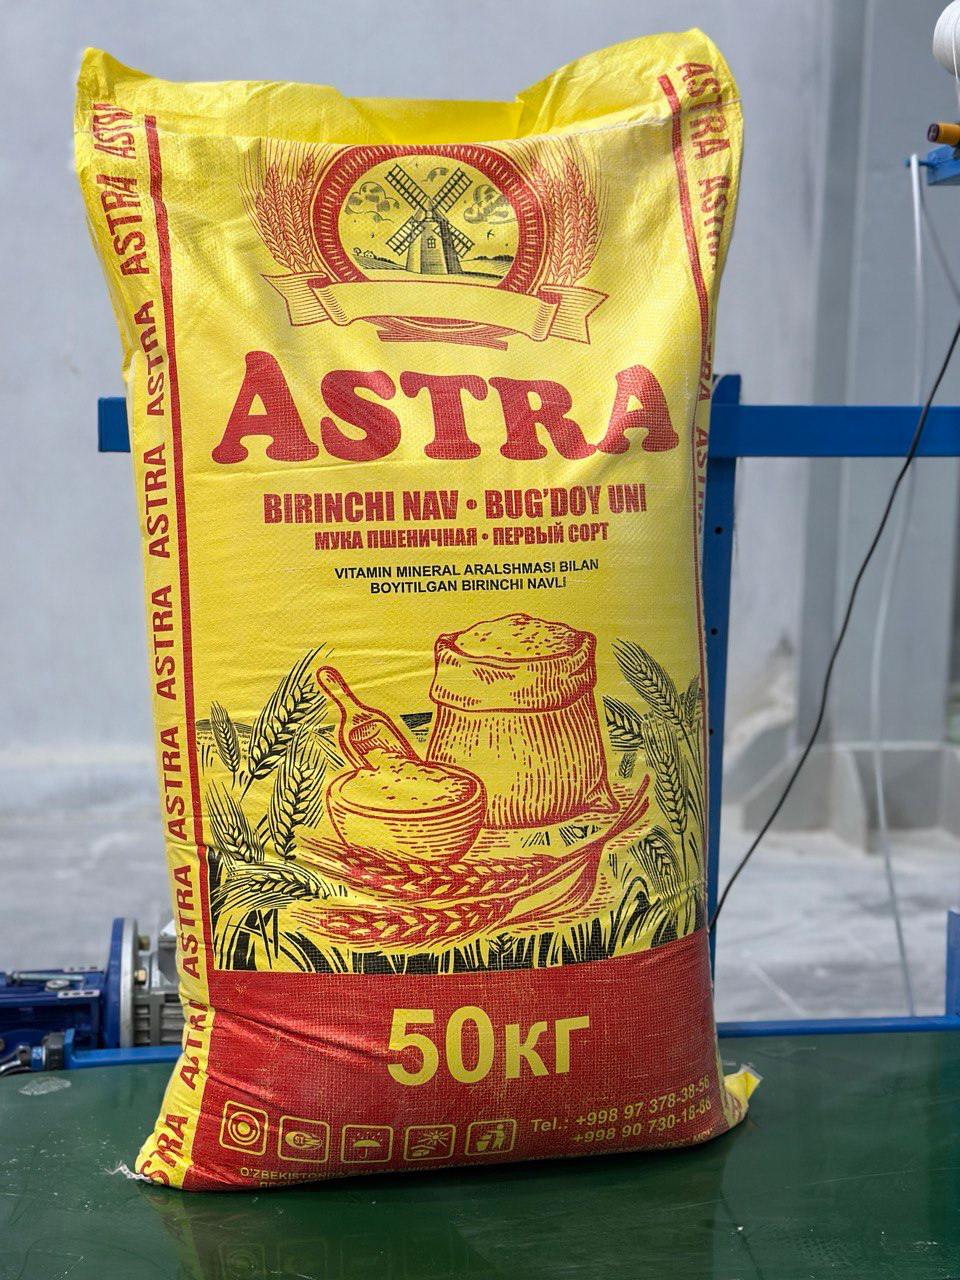 ASTRA
BIRINCHI NAV • BUG'DOY UNI
МУКА ПШЕНИЧНАЯ • ПЕРВЫЙ СОРТ
VITAMIN MINERAL ARALSHMASI BILAN
BOYITILGAN BIRINCHI NAVLI
50кг
Tel.: +998 97 378-38-56
+998 90 730-18-86
ASTRA ASTRA ASTRA ASTRA ASTRA ASTRA ASTRA ASTRA
ASTRA ASTRA